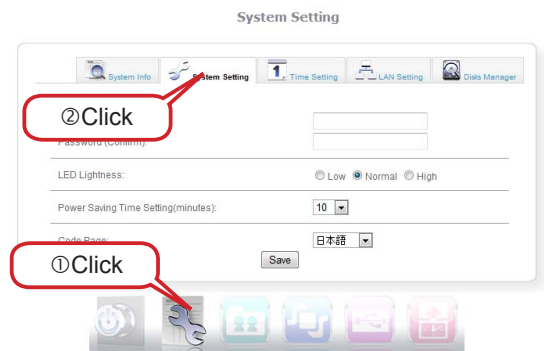 System Setting
System Info
System Setting
1
Time Setting
LAN Setting
Disks Manager
②Click
Password (Confirm):
LED Lightness:
Low
Normal
High
Power Saving Time Setting(minutes):
10
Code Page:
日本語
①Click
Save